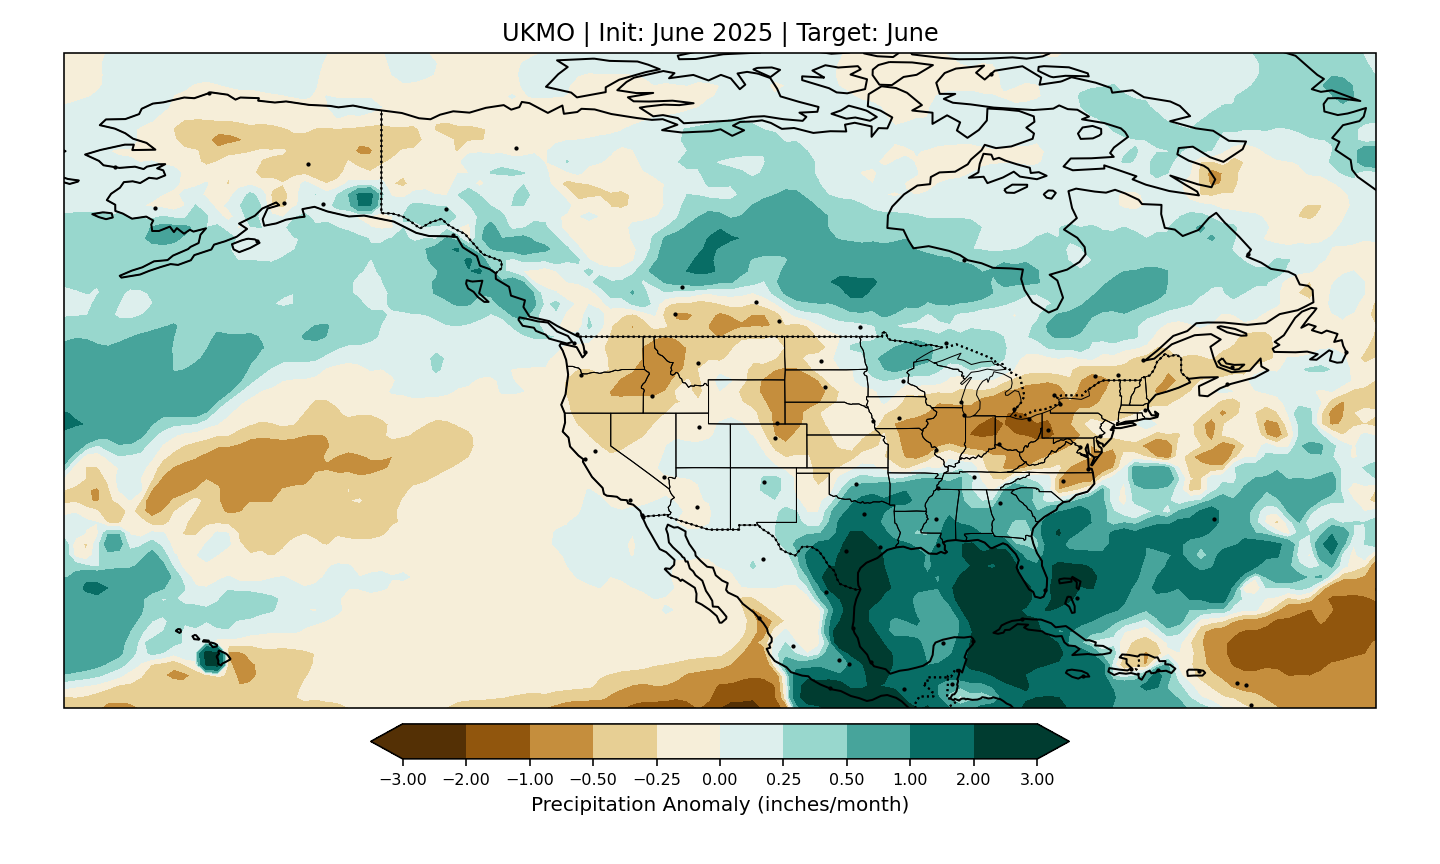 UKMO | Init: June 2025 | Target: June
−3.00 −2.00 −1.00 −0.50 −0.25 0.00 0.25 0.50 1.00 2.00 3.00
Precipitation Anomaly (inches/month)